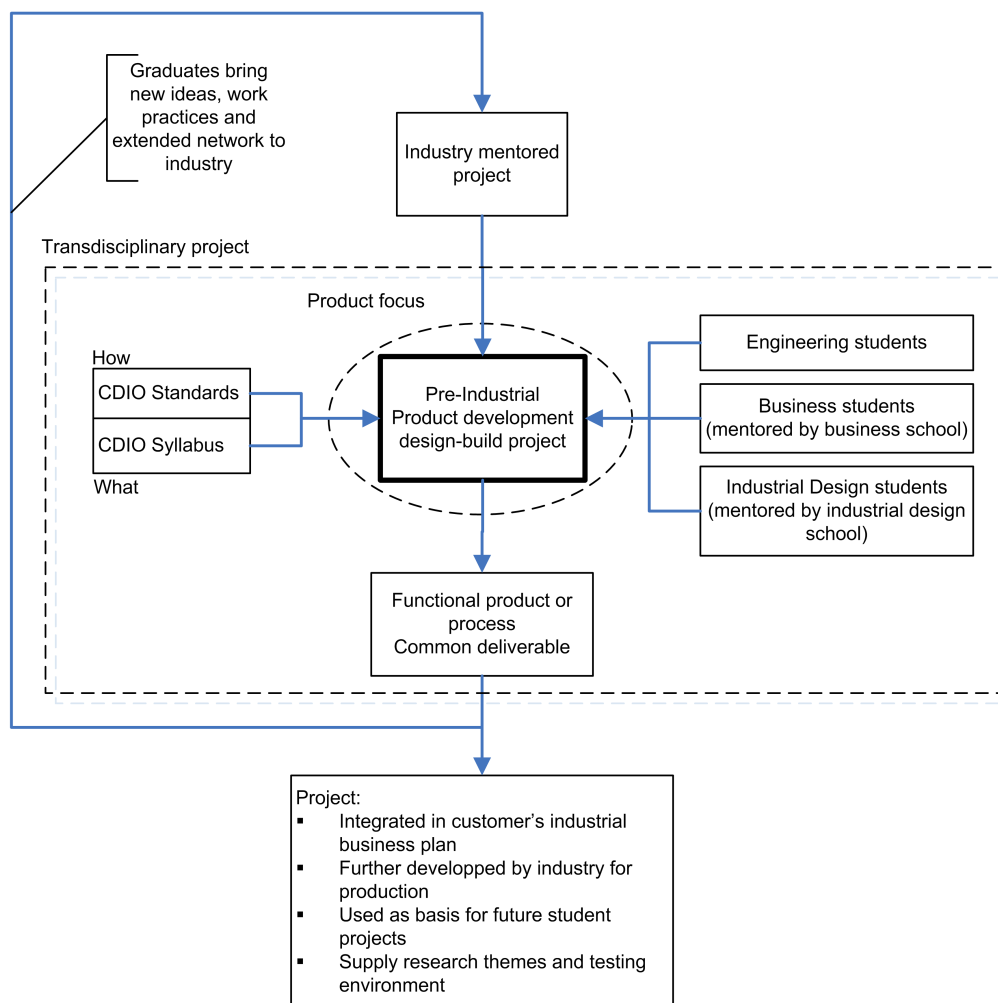 Graduates bring
new ideas, work
practices and
extended network to
industry
Industry mentored
project
Transdisciplinary project
Product focus
How
CDIO Standards
CDIO Syllabus
What
Pre-Industrial
Product development
design-build project
Engineering students
Business students
(mentored by business school)
Industrial Design students
(mentored by industrial design
school)
Functional product or
process
Common deliverable
Project:
▪ Integrated in customer’s industrial
business plan
▪ Further developped by industry for
production
▪ Used as basis for future student
projects
▪ Supply research themes and testing
environment